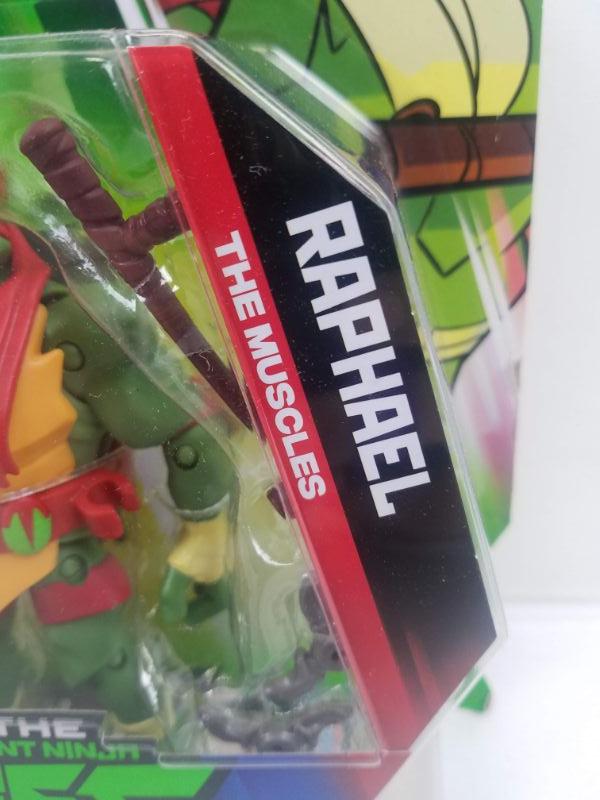 RAPHAEL
THE MUSCLES
THE
NT NINJA